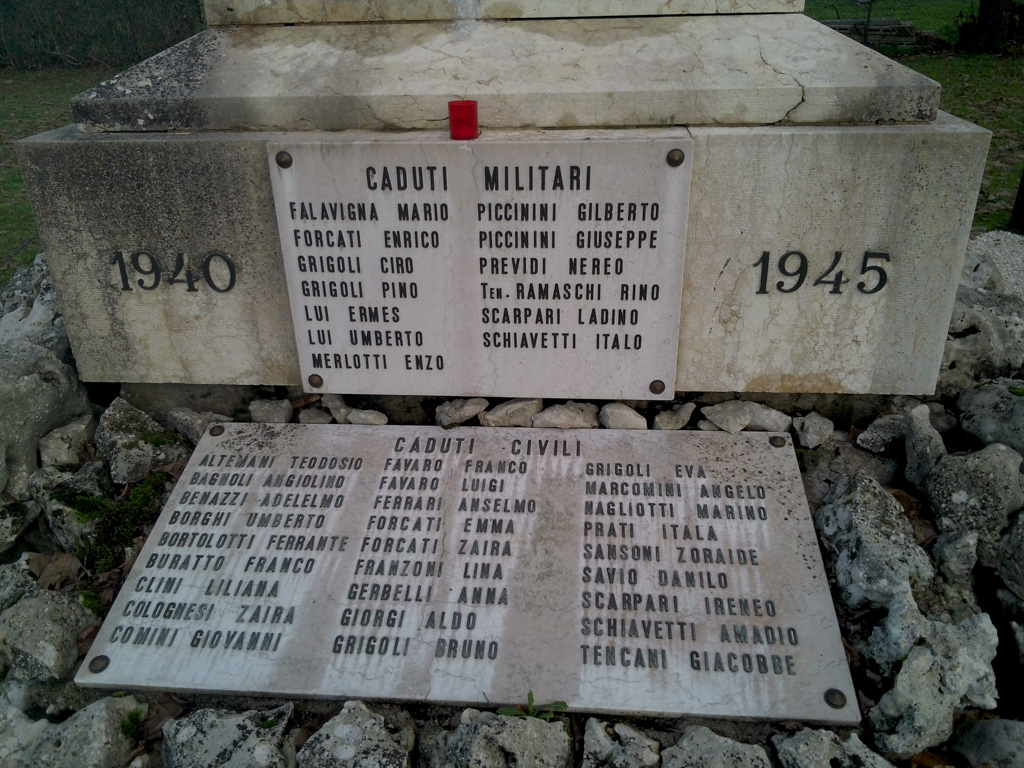 1940
CADUTI MILITARI
FALAVIGNA MARIO
FORCATI ENRICO
GRIGOLI CIRO
GRIGOLI PINO
LUI ERMES
LUI UMBERTO
MERLOTTI ENZO
PICCININI GILBERTO
PICCININI GIUSEPPE
PREVIDI NEREO
TEN. RAMASCHI RINO
SCARPARI LADINO
SCHIAVETTI ITALO
1945
CADUTI CIVILI
ALTEMANI TEODOSIO
BAGNOLI ANGIOLINO
BENAZZI ADELELMO
BORGHI UMBERTO
BORTOLOTTI FERRANTE
BURATTO FRANCO
CLINI LILIANA
COLOGNESI ZAIRA
COMINI GIOVANNI
FAVARO FRANCO
FAVARO LUIGI
FERRARI ANSELMO
FORCATI EMMA
FORCATI ZAIRA
FRANZONI LINA
GERBELLI ANNA
GIORGI ALDO
GRIGOLI BRUNO
GRIGOLI EVA
MARCOMINI ANGELO
NAGLIOTTI MARINO
PRATI ITALA
SANSONI ZORAIDE
SAVIO DANILO
SCARPARI IRENEO
SCHIAVETTI AMADIO
TENCANI GIACOBBE